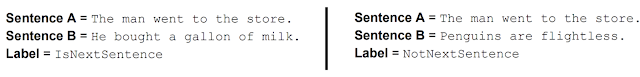 Sentence A = The man went to the store.
Sentence B = He bought a gallon of milk.
Label = IsNextSentence
Sentence A = The man went to the store.
Sentence B = Penguins are flightless.
Label = NotNextSentence